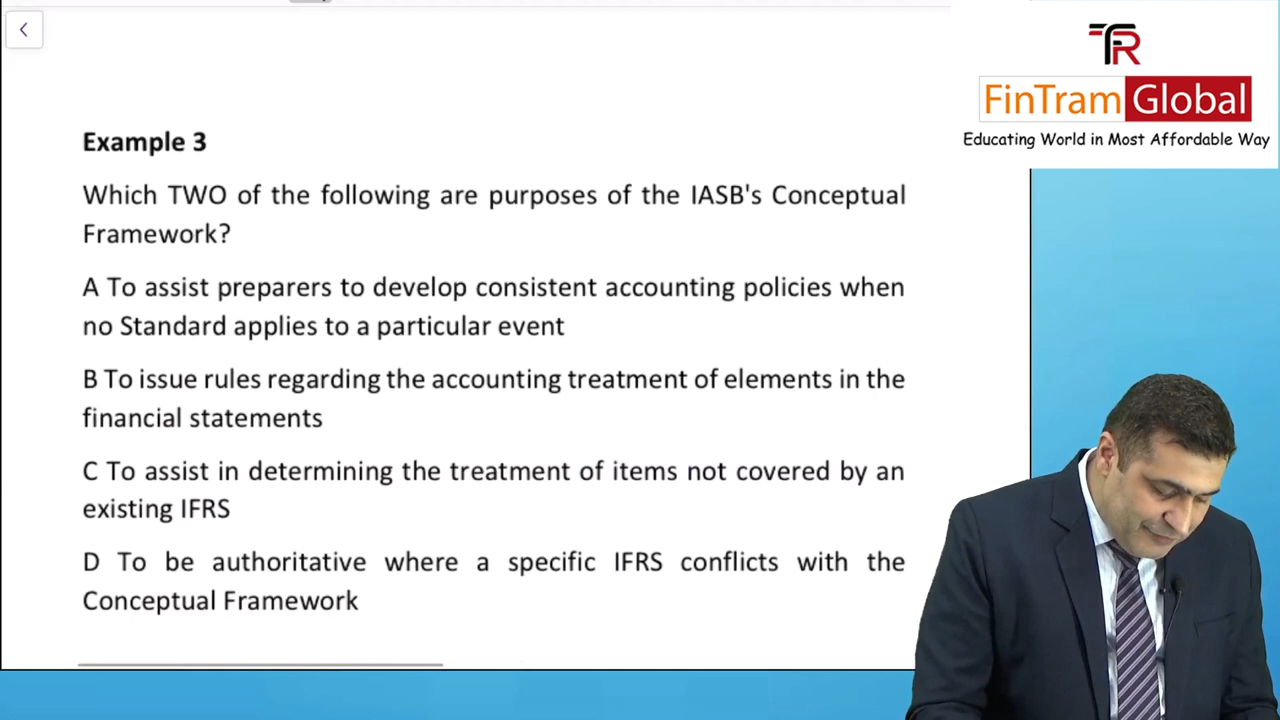 FinTram Global
Educating World in Most Affordable Way
Example 3
Which TWO of the following are purposes of the IASB's Conceptual
Framework?
A To assist preparers to develop consistent accounting policies when
no Standard applies to a particular event
B To issue rules regarding the accounting treatment of elements in the
financial statements
C To assist in determining the treatment of items not covered by an
existing IFRS
D To be authoritative where a specific IFRS conflicts with the
Conceptual Framework